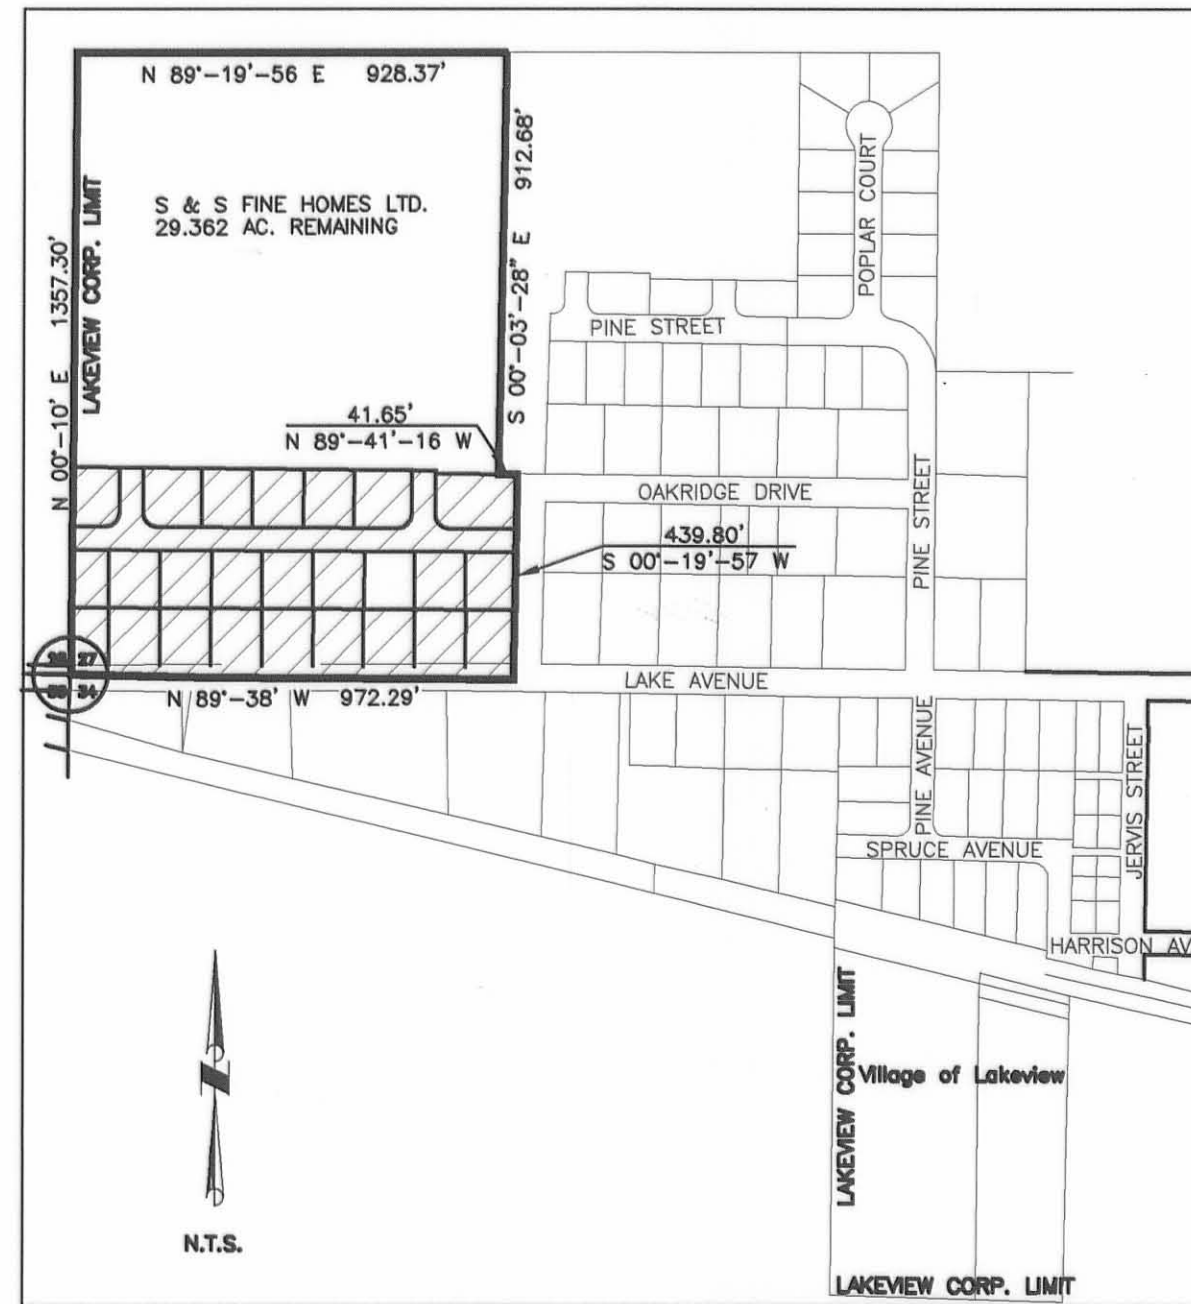 N 89°-19'-56 E 928.37'
S & S FINE HOMES LTD.
29.362 AC. REMAINING
LAKEVIEW CORP. LIMIT
N 00°-10' E 1357.30'
S 00°-03'-28" E 912.68'
41.65'
N 89°-41'-16 W
POPLAR COURT
PINE STREET
OAKRIDGE DRIVE
PINE STREET
439.80'
S 00°-19'-57 W
27
34
N 89°-38' W 972.29'
LAKE AVENUE
PINE AVENUE
JERVIS STREET
SPRUCE AVENUE
HARRISON AV
LAKEVIEW CORP. LIMIT
Village of Lakeview
N
N.T.S.
LAKEVIEW CORP. LIMIT